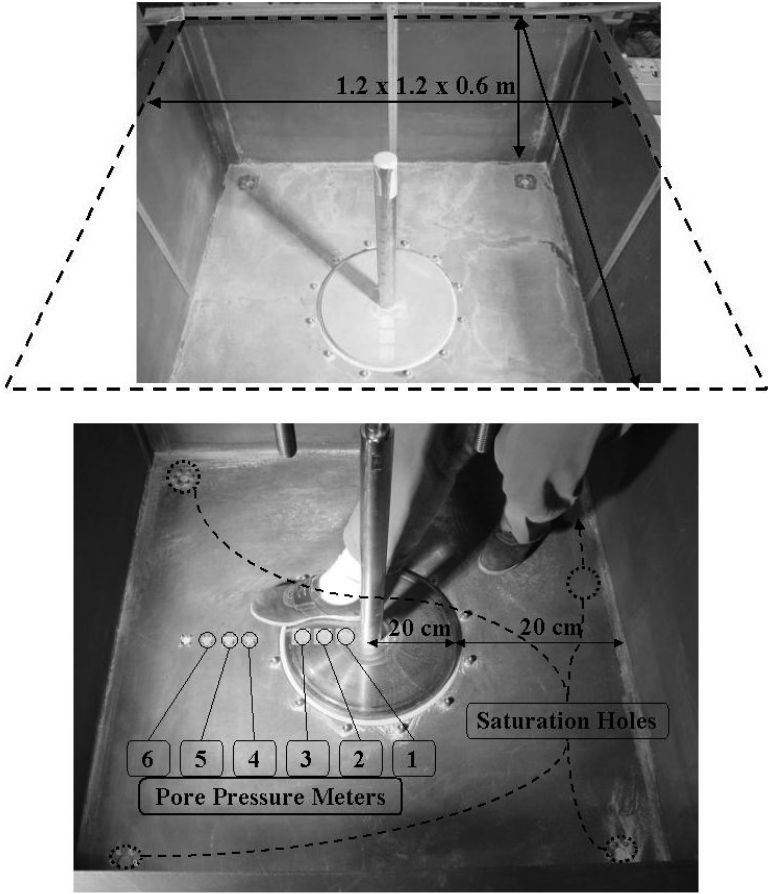 1.2 x 1.2 x 0.6 m
20 cm
20 cm
Saturation Holes
6 5 4 3 2 1
Pore Pressure Meters